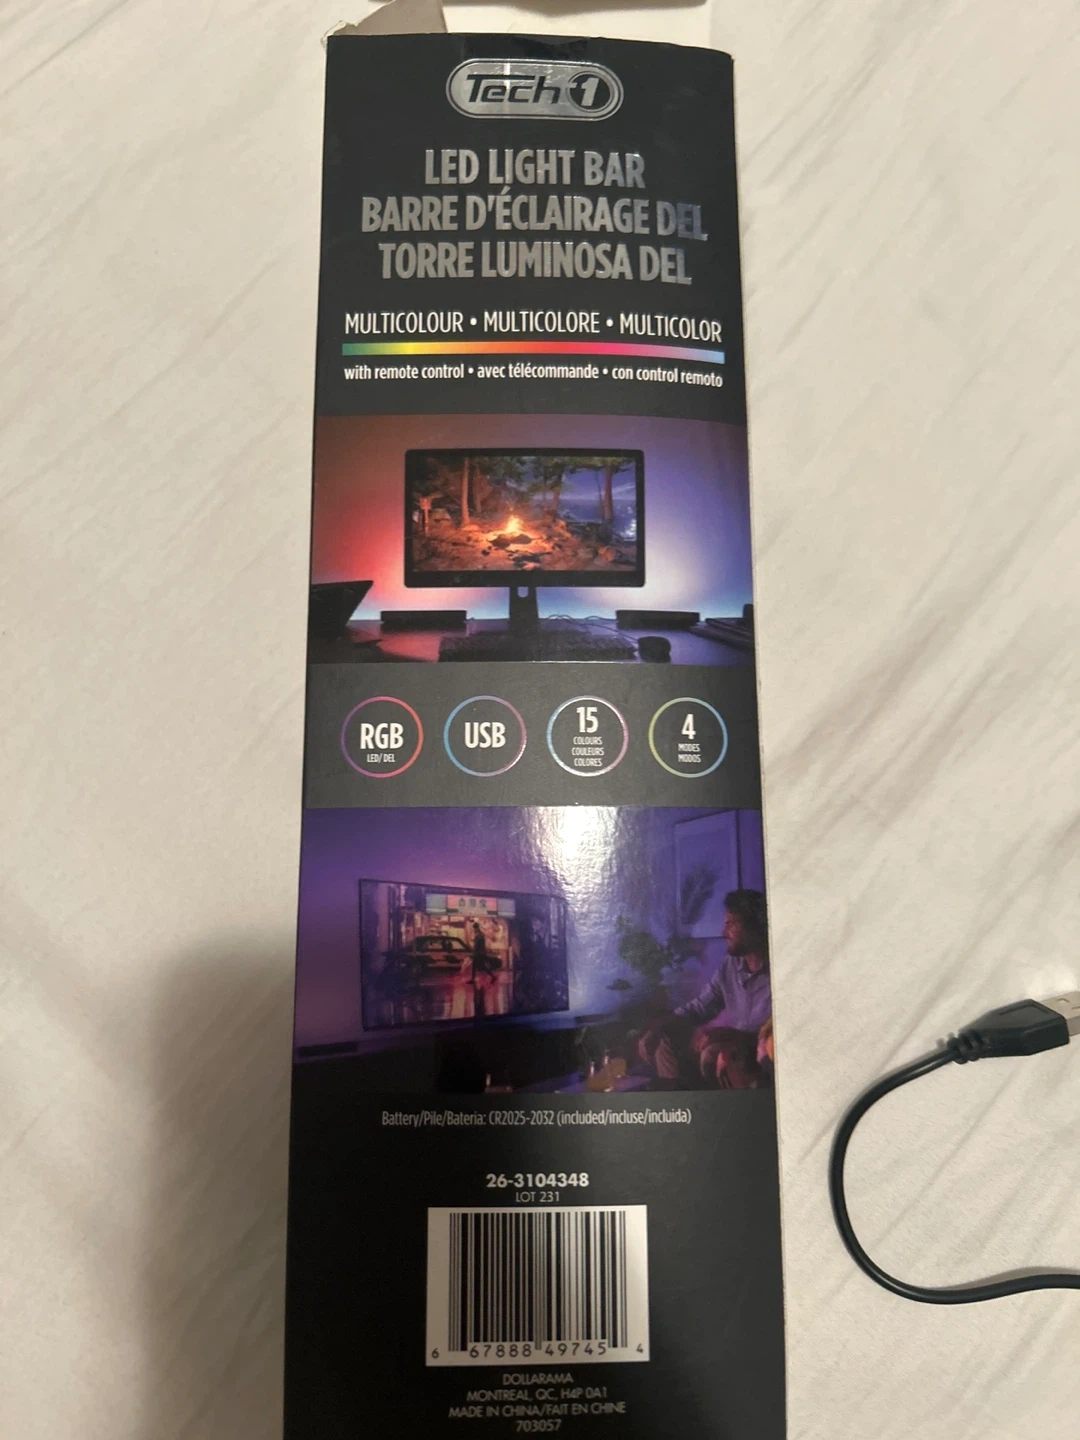 Tech 1
LED LIGHT BAR
BARRE D'ÉCLAIRAGE DEL
TORRE LUMINOSA DEL
MULTICOLOUR • MULTICOLORE • MULTICOLOR
with remote control • avec télécommande • con control remoto
RGB
LED/DEL
USB
15
COLOURS
COULEURS
COLORES
4
MODES
MODOS
Battery/Pile/Bateria: CR2025-2032 (included/incluse/incluida)
26-3104348
LOT 231
6 67888 49745 4
DOLLARAMA
MONTREAL, QC, H4P 0A1
MADE IN CHINA/FAIT EN CHINE
703057